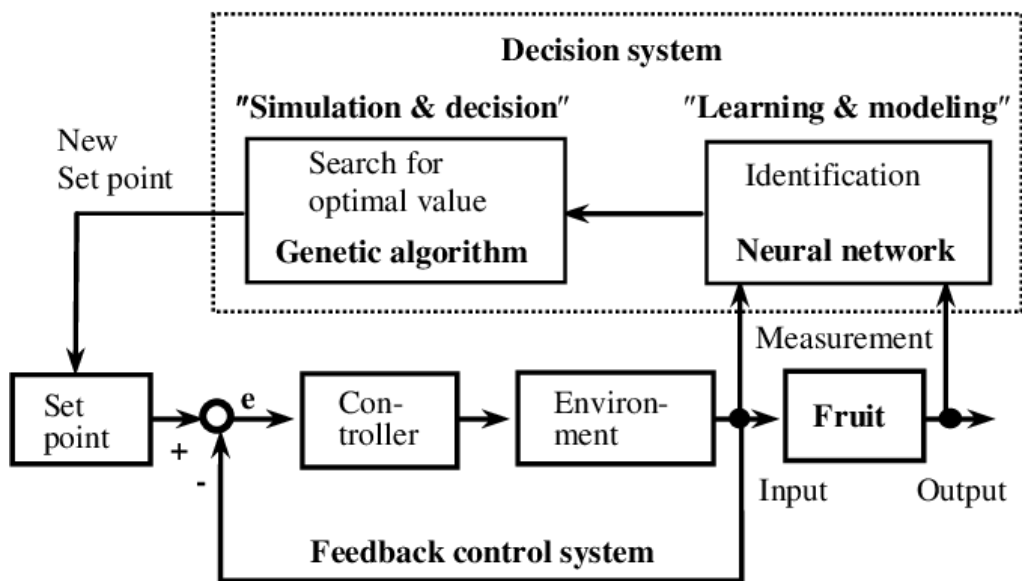 Decision system
"Simulation & decision"
"Learning & modeling"
New
Set point
Search for
optimal value
Genetic algorithm
Identification
Neural network
Measurement
Set
point
+
-
e
Con-
troller
Environ-
ment
Fruit
Input
Output
Feedback control system